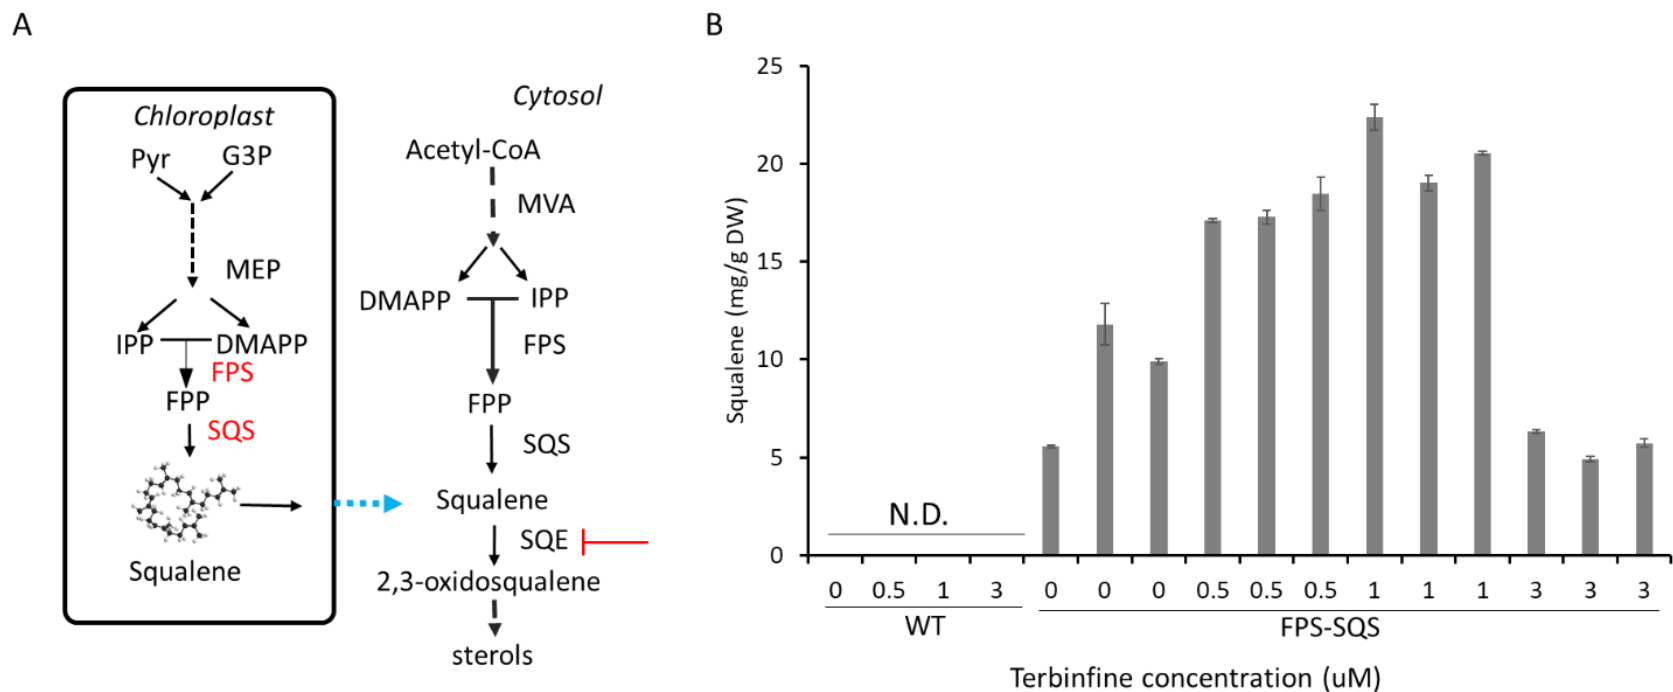 A
Chloroplast
Pyr G3P
MEP
IPP DMAPP
FPS
FPP
SQS
Squalene
Cytosol
Acetyl-CoA
MVA
DMAPP IPP
FPS
FPP
SQS
Squalene
SQE
2,3-oxidosqualene
sterols
B
Squalene (mg/g DW)
25
20
15
10
5
0
N.D.
0 0.5 1 3 0 0 0 0.5 0.5 0.5 1 1 1 3 3 3
WT FPS-SQS
Terbinfine concentration (uM)